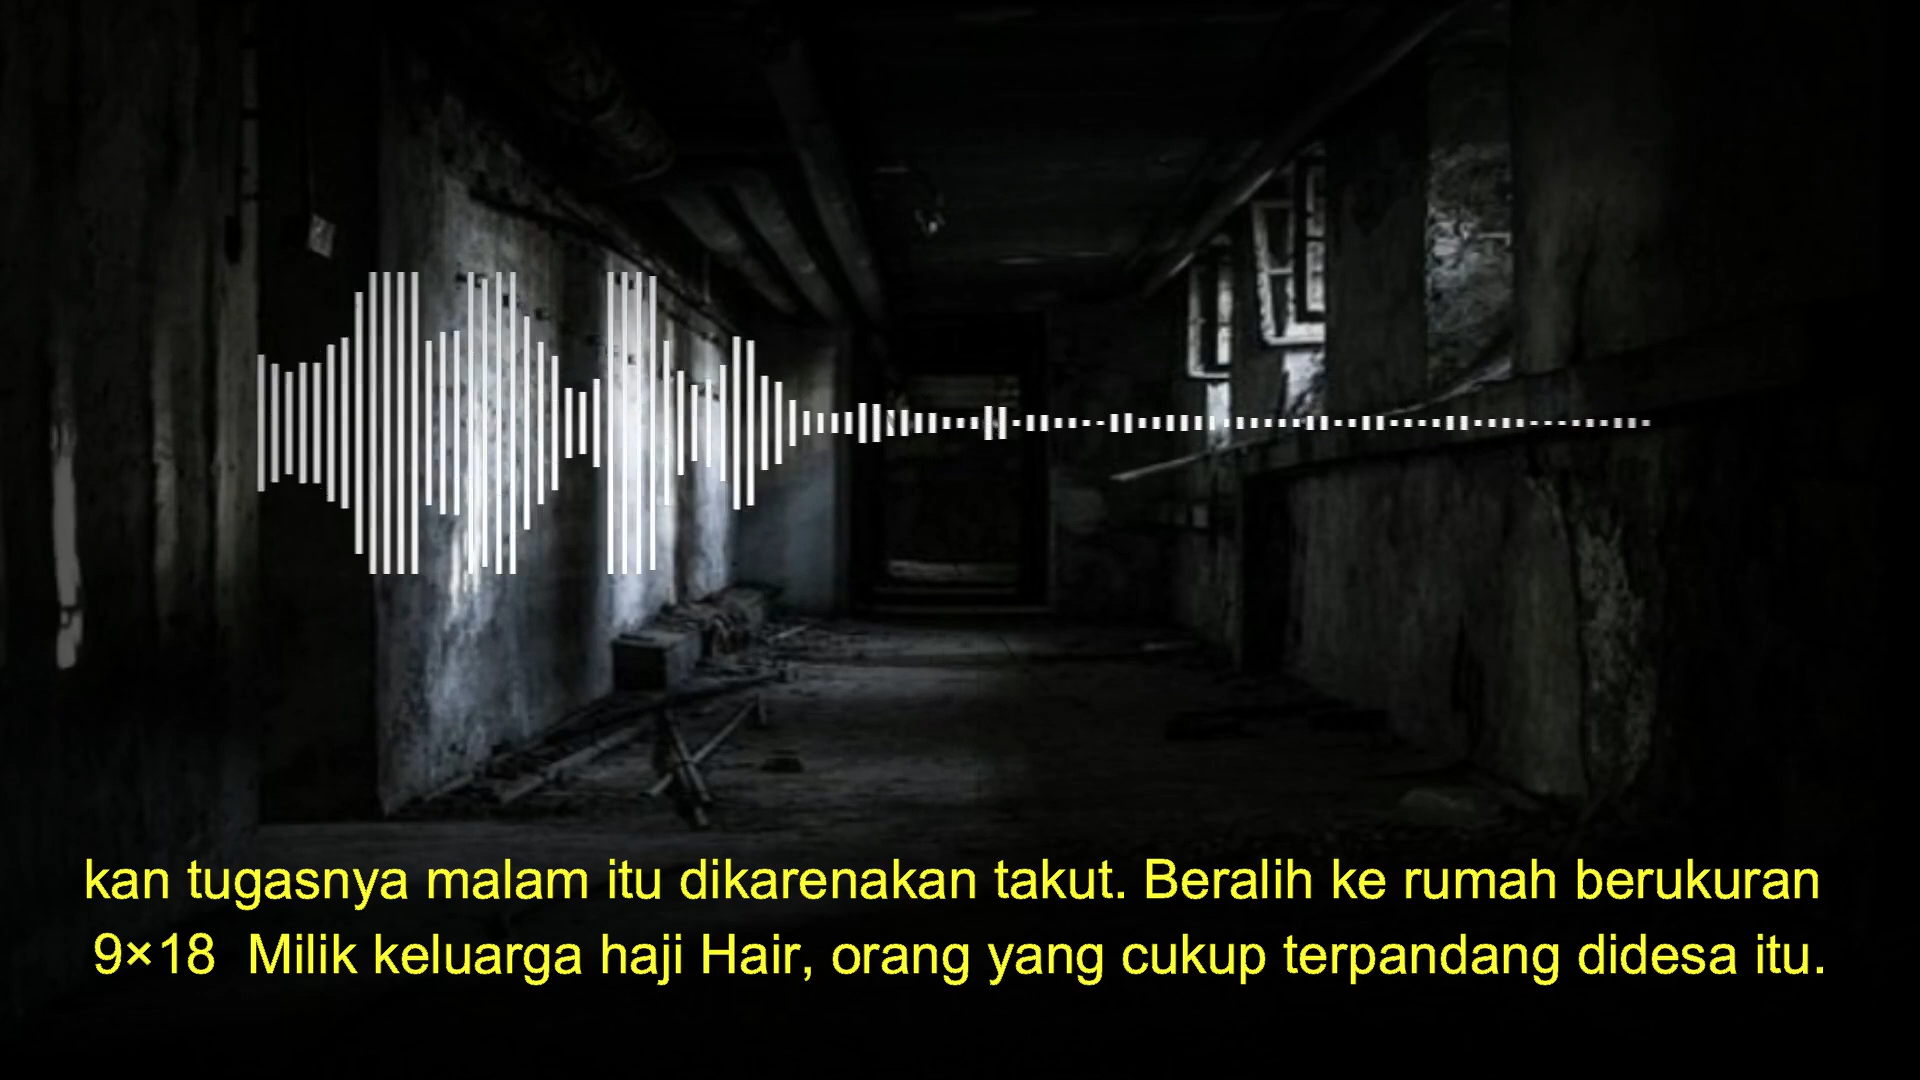 kan tugasnya malam itu dikarenakan takut. Beralih ke rumah berukuran
9×18  Milik keluarga haji Hair, orang yang cukup terpandang didesa itu.